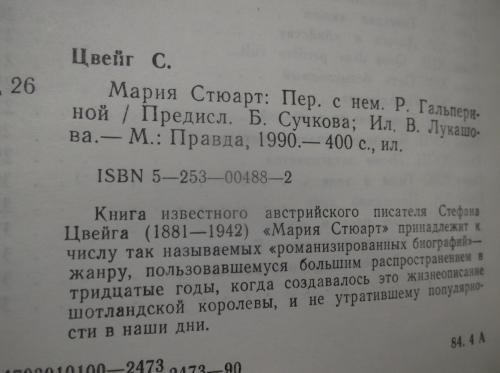 Цвейг С.
26
Мария Стюарт: Пер. с нем. Р. Гальпери-
ной / Предисл. Б. Сучкова; Ил. В. Лукашо-
ва.— М.: Правда, 1990.— 400 с., ил.
ISBN 5—253—00488—2
Книга известного австрийского писателя Стефана
Цвейга (1881—1942) «Мария Стюарт» принадлежит к
числу так называемых «романизированных биографий»—
жанру, пользовавшемуся большим распространением в
тридцатые годы, когда создавалось это жизнеописание
шотландской королевы, и не утратившему популярно-
сти в наши дни.
84. 4 А
4703010100—2473
2473—90